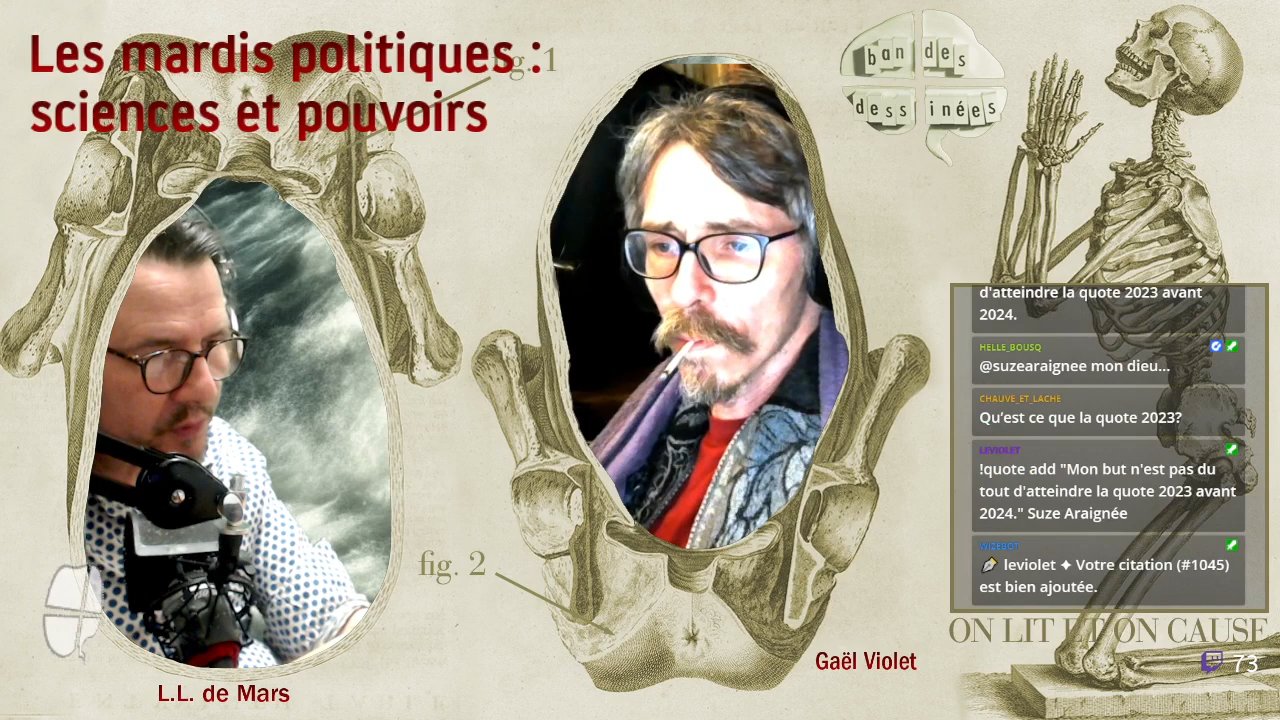 Les mardis politiques :
sciences et pouvoirs
fig. 1
ban des
dess inées
d'atteindre la quote 2023 avant
2024.
HELLE_BOUSQ
@suzearaignee mon dieu...
CHAUVE_ET_LACHE
Qu'est ce que la quote 2023?
LEVIOLET
!quote add "Mon but n'est pas du
tout d'atteindre la quote 2023 avant
2024." Suze Araignée
WIZEBOT
leviolet ✦ Votre citation (#1045)
est bien ajoutée.
fig. 2
ON LIT ET ON CAUSE
73
Gaël Violet
L.L. de Mars